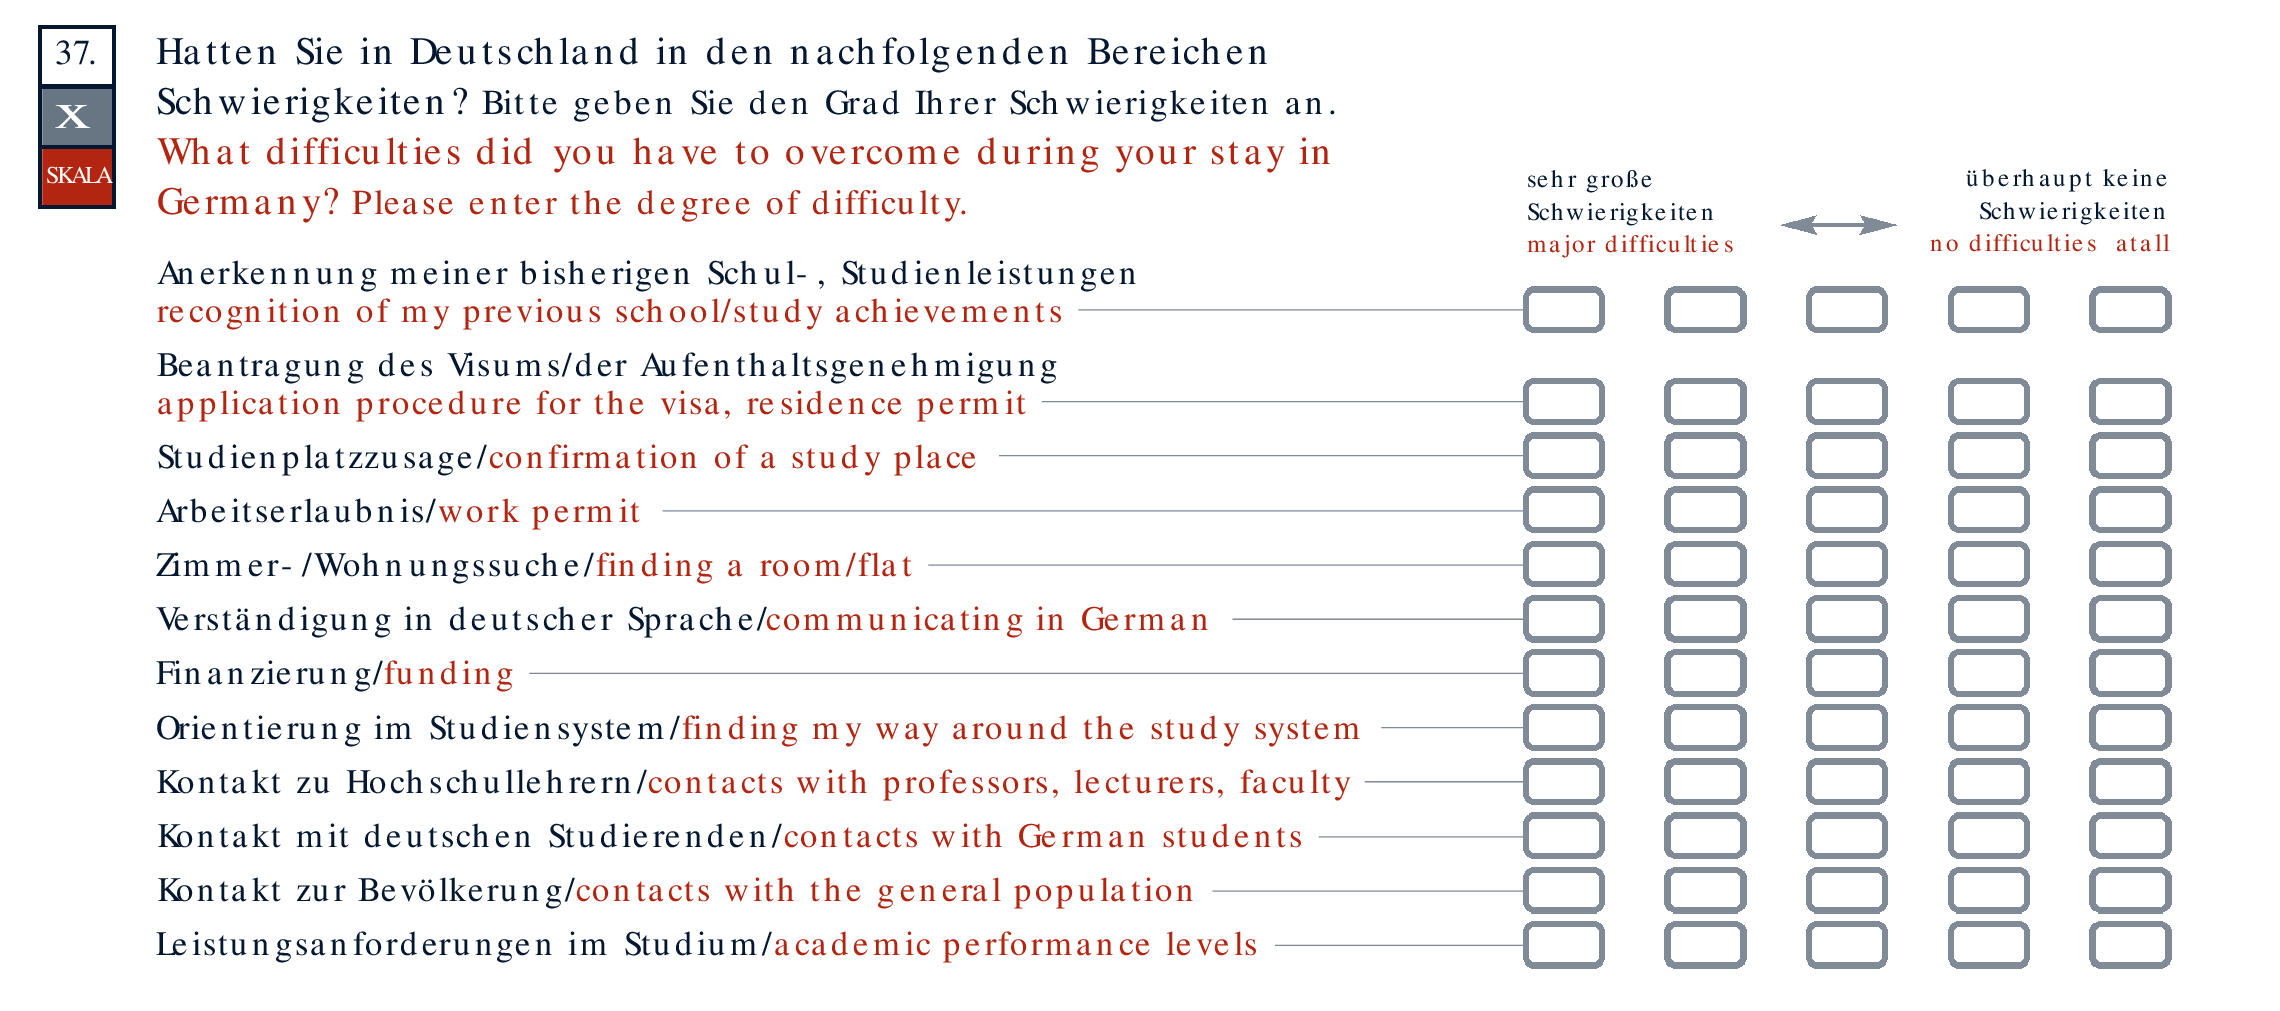 37.
X
SKALA
Hatten Sie in Deutschland in den nachfolgenden Bereichen
Schwierigkeiten? Bitte geben Sie den Grad Ihrer Schwierigkeiten an.
What difficulties did you have to overcome during your stay in
Germany? Please enter the degree of difficulty.
sehr große
Schwierigkeiten
major difficulties
überhaupt keine
Schwierigkeiten
no difficulties atall
Anerkennung meiner bisherigen Schul-, Studienleistungen
recognition of my previous school/study achievements
Beantragung des Visums/der Aufenthaltsgenehmigung
application procedure for the visa, residence permit
Studienplatzzusage/confirmation of a study place
Arbeitserlaubnis/work permit
Zimmer-/Wohnungssuche/finding a room/flat
Verständigung in deutscher Sprache/communicating in German
Finanzierung/funding
Orientierung im Studiensystem/finding my way around the study system
Kontakt zu Hochschullehrern/contacts with professors, lecturers, faculty
Kontakt mit deutschen Studierenden/contacts with German students
Kontakt zur Bevölkerung/contacts with the general population
Leistungsanforderungen im Studium/academic performance levels